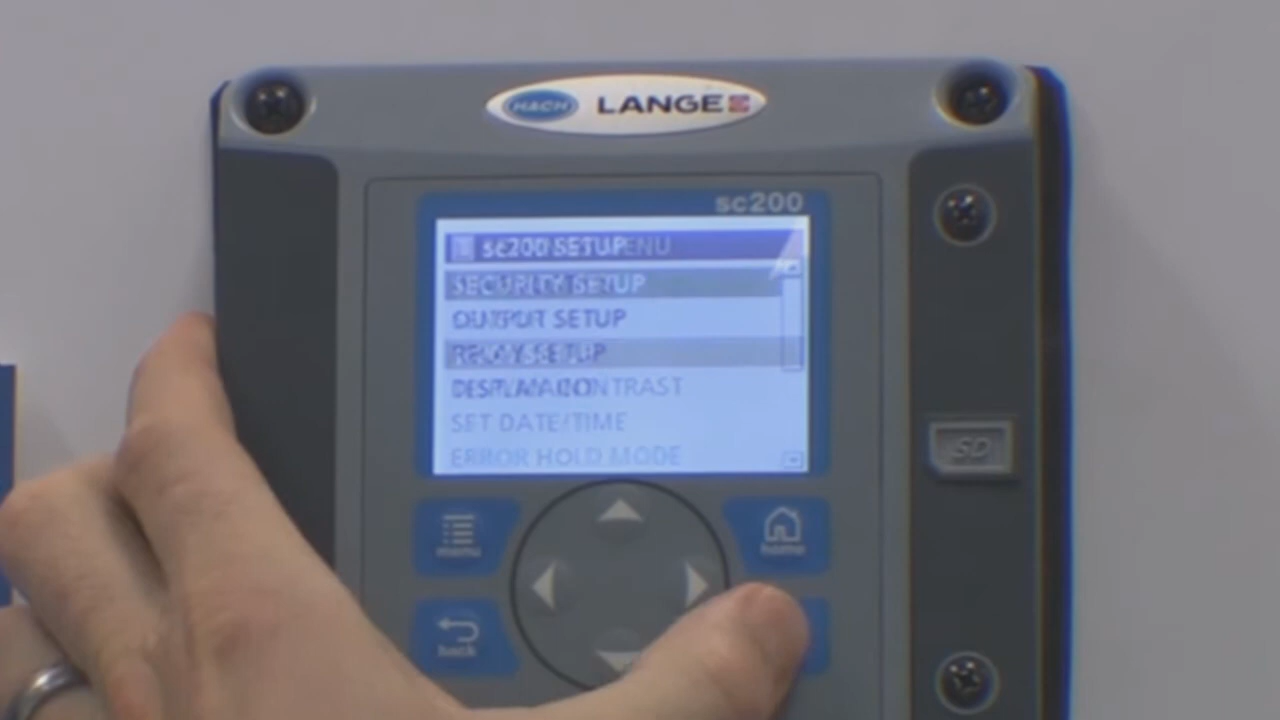 HACH LANGE
sc200
sc200 SETUP
SECURITY SETUP
OUTPUT SETUP
RELAY SETUP
DISPLAY CONTRAST
SET DATE/TIME
ERROR HOLD MODE
menu
home
back
SD